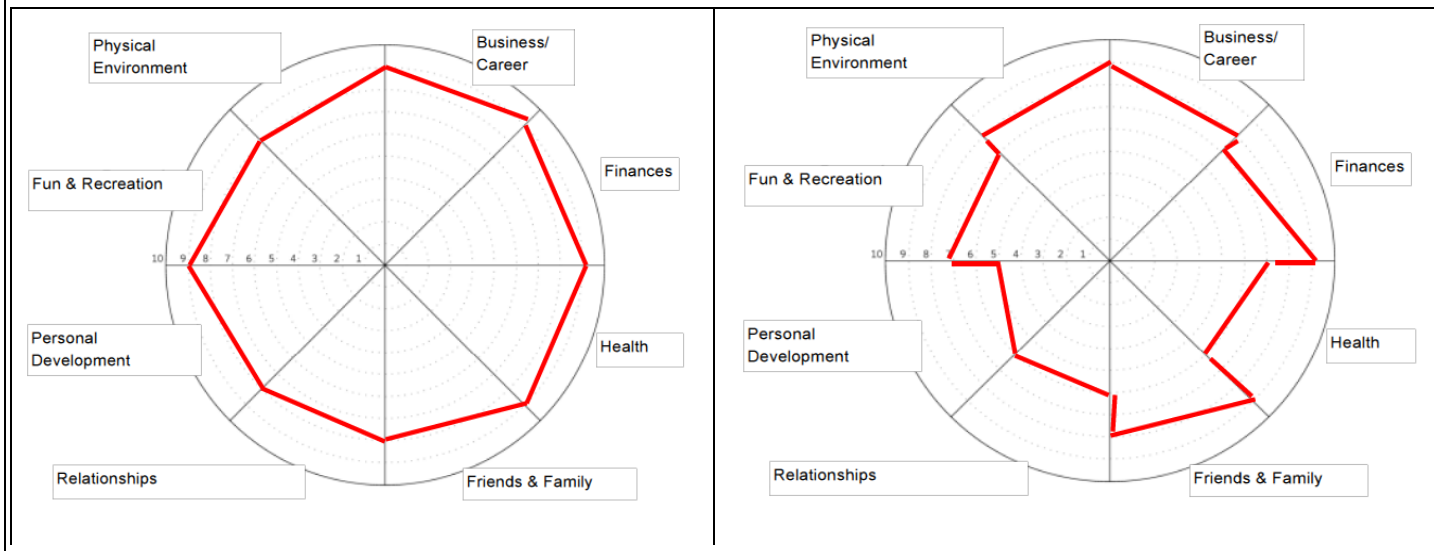 Physical
Environment
Business/
Career
Fun & Recreation
Finances
10 9 8 7 6 5 4 3 2 1
Personal
Development
Health
Relationships
Friends & Family
Physical
Environment
Business/
Career
Fun & Recreation
Finances
10 9 8 7 6 5 4 3 2 1
Personal
Development
Health
Relationships
Friends & Family